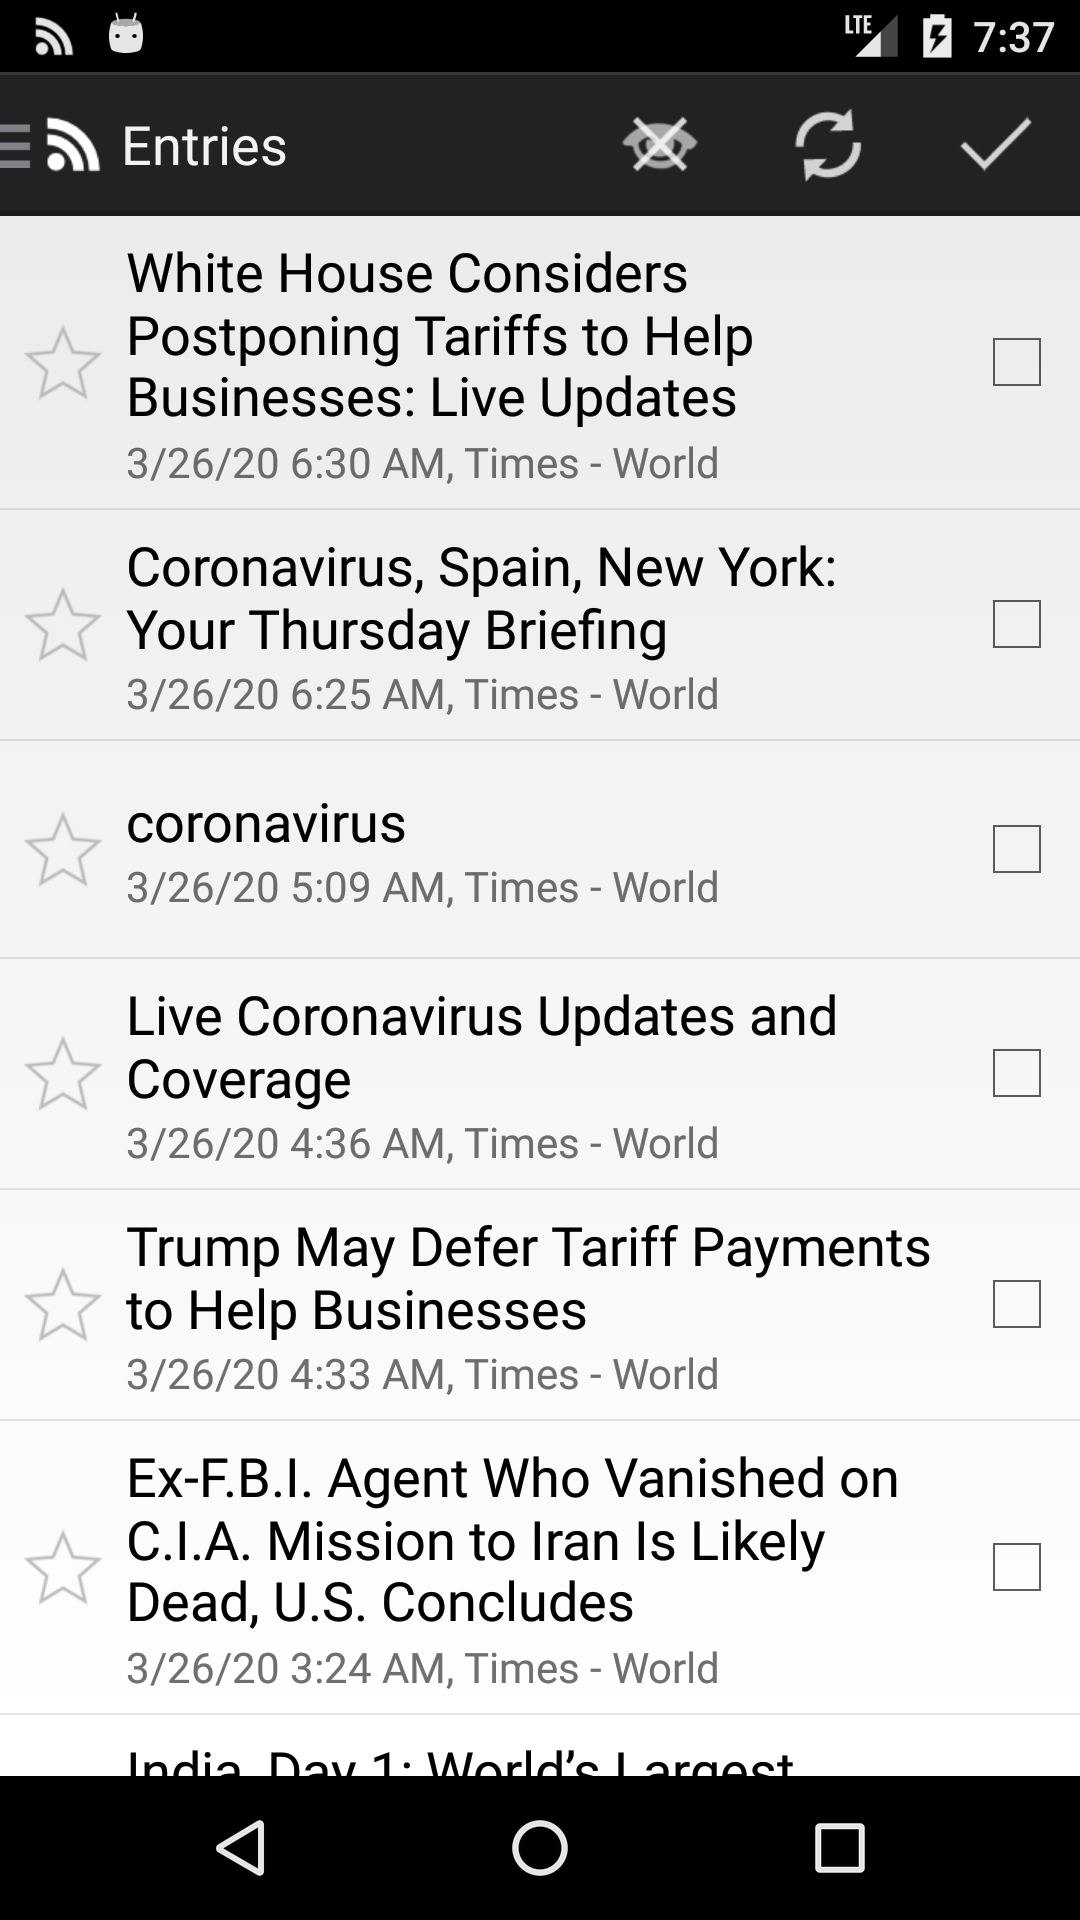 LTE 7:37
Entries
White House Considers
Postponing Tariffs to Help
Businesses: Live Updates
3/26/20 6:30 AM, Times - World
Coronavirus, Spain, New York:
Your Thursday Briefing
3/26/20 6:25 AM, Times - World
coronavirus
3/26/20 5:09 AM, Times - World
Live Coronavirus Updates and
Coverage
3/26/20 4:36 AM, Times - World
Trump May Defer Tariff Payments
to Help Businesses
3/26/20 4:33 AM, Times - World
Ex-F.B.I. Agent Who Vanished on
C.I.A. Mission to Iran Is Likely
Dead, U.S. Concludes
3/26/20 3:24 AM, Times - World
India, Day 1: World’s Largest